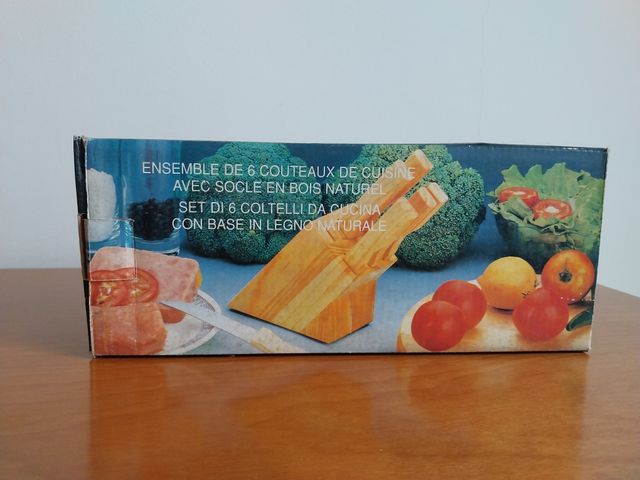 ENSEMBLE DE 6 COUTEAUX DE CUISINE
AVEC SOCLE EN BOIS NATUREL
SET DI 6 COLTELLI DA CUCINA
CON BASE IN LEGNO NATURALE